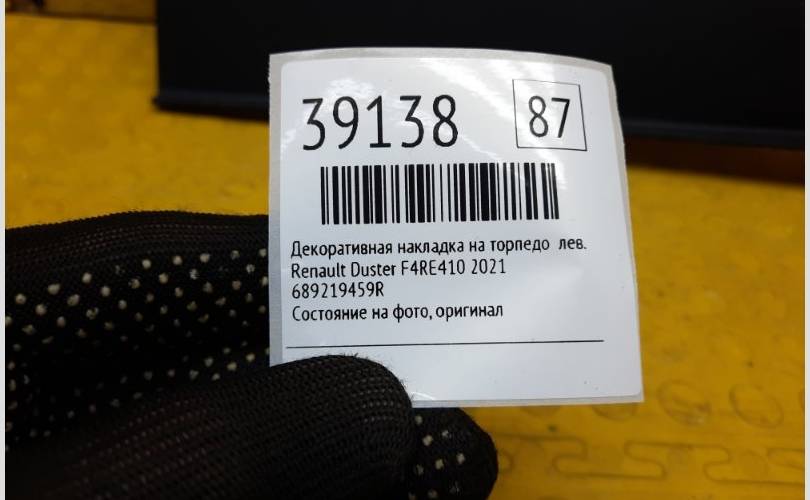 39138 87
Декоративная накладка на торпедо лев.
Renault Duster F4RE410 2021
689219459R
Состояние на фото, оригинал